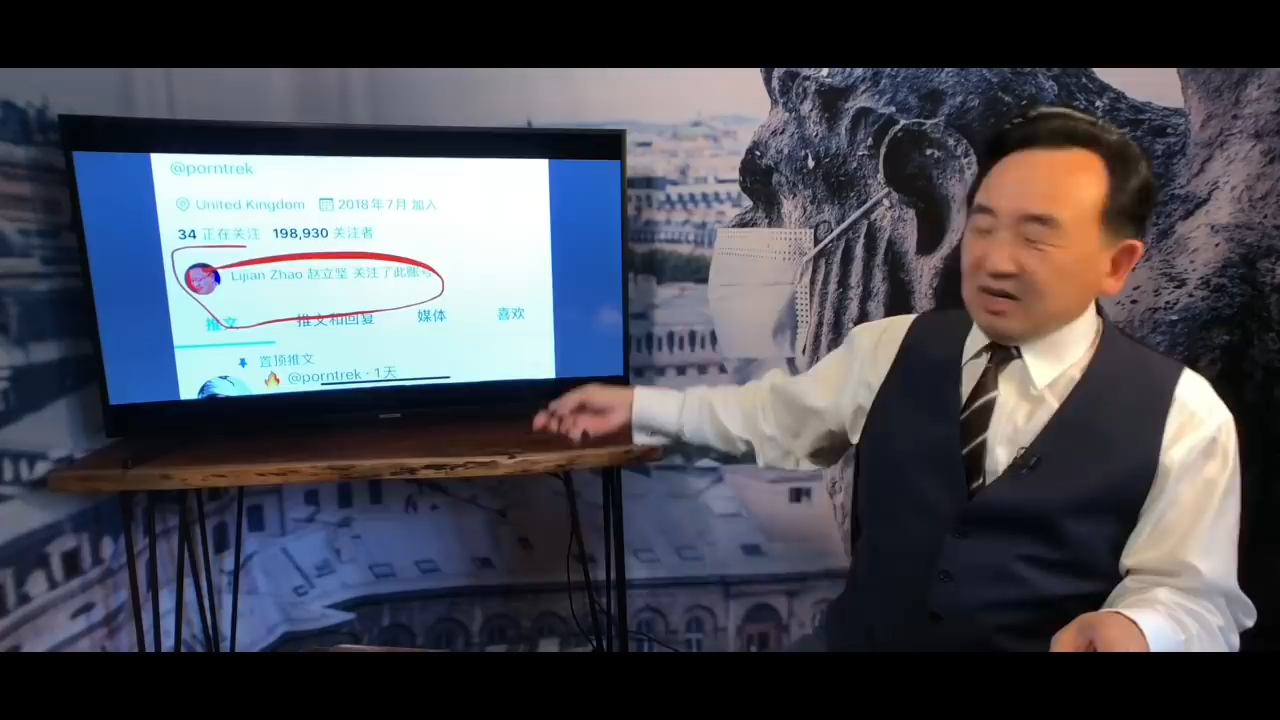 @porntrek
United Kingdom 2018年7月 加入
34 正在关注 198,930 关注者
Lijian Zhao 赵立坚 关注了此账号
推文 推文和回复 媒体 喜欢
置顶推文
@porntrek · 1天